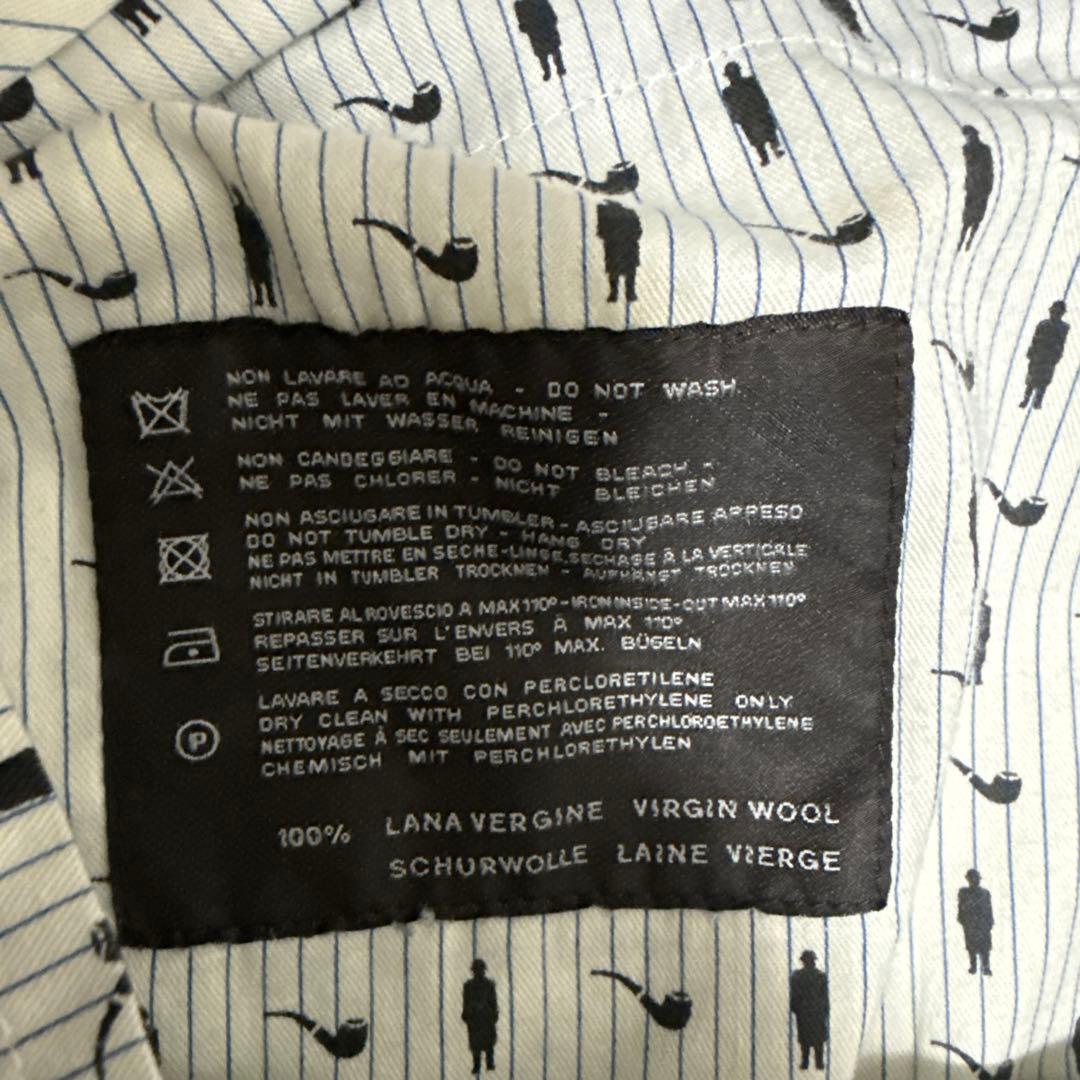 NON LAVARE AD ACQUA - DO NOT WASH
NE PAS LAVER EN MACHINE -
NICHT MIT WASSER REINIGEN
NON CANDEGGIARE - DO NOT BLEACH -
NE PAS CHLORER - NICHT BLEICHEN
NON ASCIUGARE IN TUMBLER - ASCIUGARE APPESO
DO NOT TUMBLE DRY - HANG DRY
NE PAS METTRE EN SECHE-LINGE, SECHAGE À LA VERTICALE
NICHT IN TUMBLER TROCKNEN - AUFHÄNGT TROCKNEN
STIRARE AL ROVESCIO A MAX 110° - IRON INSIDE-OUT MAX 110°
REPASSER SUR L'ENVERS À MAX 110°
SEITENVERKEHRT BEI 110° MAX. BÜGELN
LAVARE A SECCO CON PERCLORETILENE
DRY CLEAN WITH PERCHLORETHYLENE ONLY
NETTOYAGE À SEC SEULEMENT AVEC PERCHLOROETHYLENE
CHEMISCH MIT PERCHLORETHYLEN
P
100% LANA VERGINE VIRGIN WOOL
SCHURWOLLE LAINE VIERGE